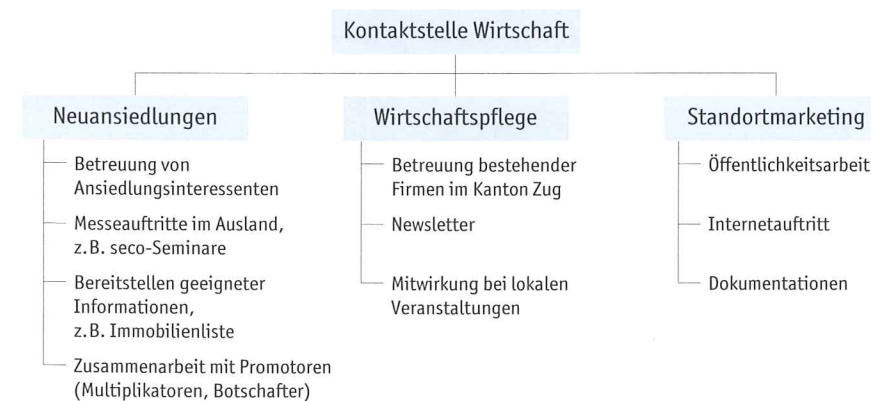 Kontaktstelle Wirtschaft
Neuansiedlungen
Betreuung von
Ansiedlungsinteressenten
Messeauftritte im Ausland,
z.B. seco-Seminare
Bereitstellen geeigneter
Informationen,
z.B. Immobilienliste
Zusammenarbeit mit Promotoren
(Multiplikatoren, Botschafter)
Wirtschaftspflege
Betreuung bestehender
Firmen im Kanton Zug
Newsletter
Mitwirkung bei lokalen
Veranstaltungen
Standortmarketing
Öffentlichkeitsarbeit
Internetauftritt
Dokumentationen